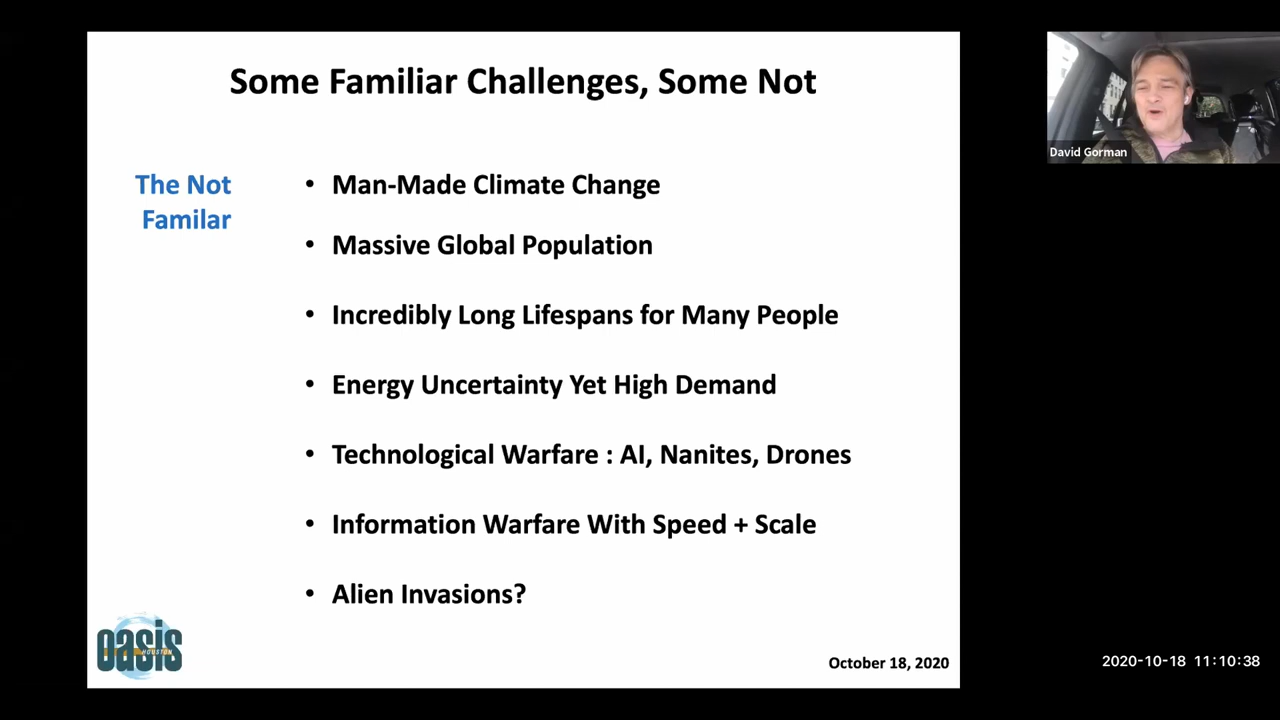 Some Familiar Challenges, Some Not
The Not
Familar
• Man-Made Climate Change
• Massive Global Population
• Incredibly Long Lifespans for Many People
• Energy Uncertainty Yet High Demand
• Technological Warfare : AI, Nanites, Drones
• Information Warfare With Speed + Scale
• Alien Invasions?
oasis
HOUSTON
October 18, 2020
David Gorman
2020-10-18 11:10:38